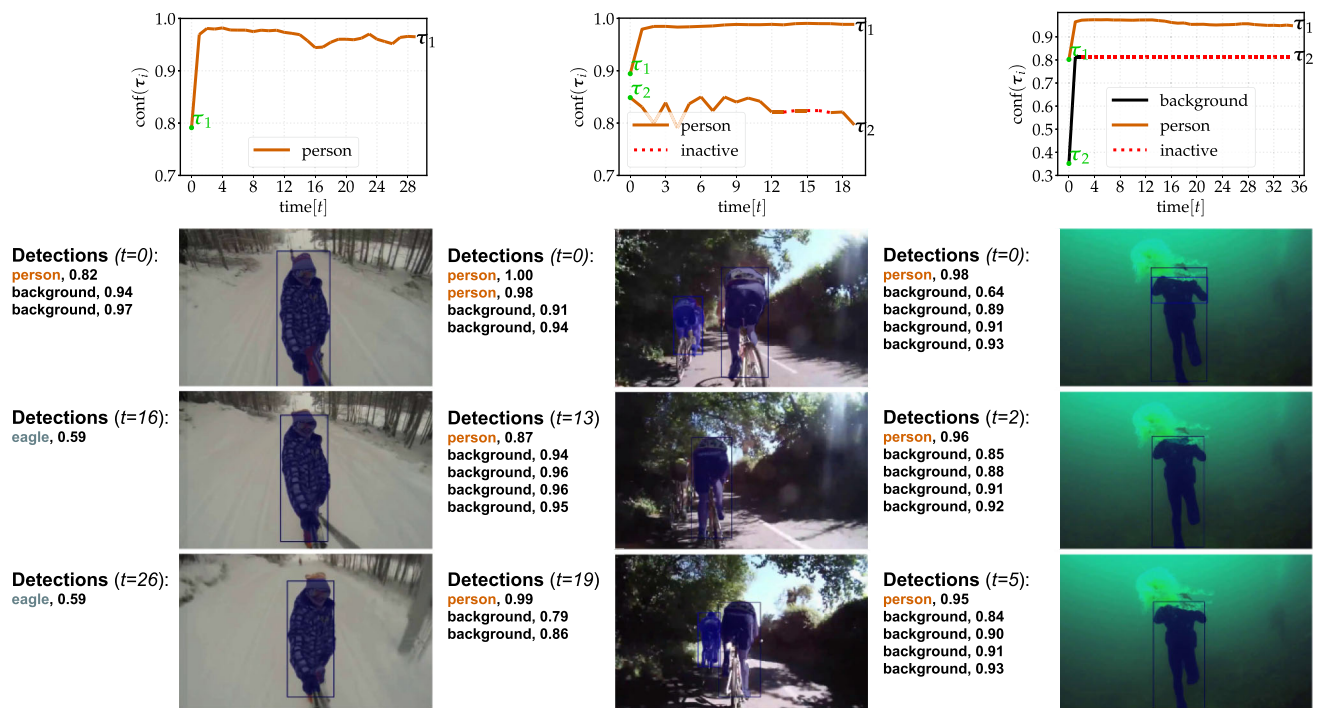 1.0
0.9
0.8
0.7
conf(τi)
τ1
τ1
person
0 4 8 12 16 20 24 28
time[t]
1.0
0.9
0.8
0.7
τ1
τ1
τ2
τ2
person
inactive
0 3 6 9 12 15 18
time[t]
conf(τi)
0.9
0.8
0.7
0.6
0.5
0.4
0.3
τ1
τ1
τ2
τ2
background
person
inactive
0 4 8 12 16 20 24 28 32 36
time[t]
Detections (t=0):
person, 0.82
background, 0.94
background, 0.97
Detections (t=0):
person, 1.00
person, 0.98
background, 0.91
background, 0.94
Detections (t=0):
person, 0.98
background, 0.64
background, 0.89
background, 0.91
background, 0.93
Detections (t=16):
eagle, 0.59
Detections (t=13)
person, 0.87
background, 0.94
background, 0.96
background, 0.96
background, 0.95
Detections (t=2):
person, 0.96
background, 0.85
background, 0.88
background, 0.91
background, 0.92
Detections (t=26):
eagle, 0.59
Detections (t=19)
person, 0.99
background, 0.79
background, 0.86
Detections (t=5):
person, 0.95
background, 0.84
background, 0.90
background, 0.91
background, 0.93